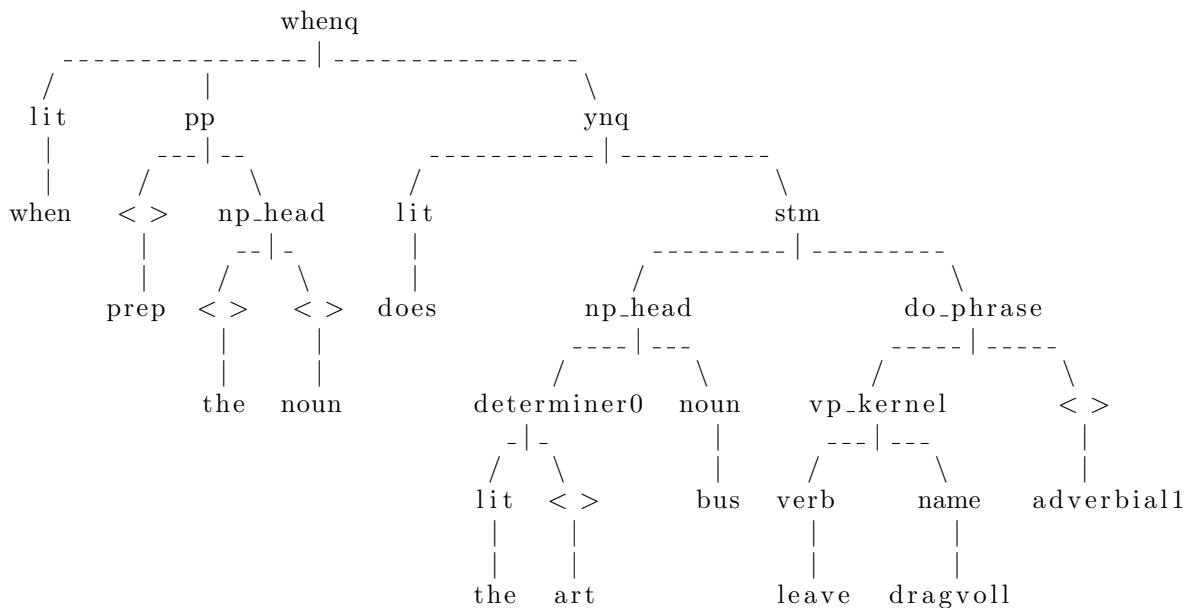 whenq
lit pp ynq
when < > np_head lit stm
prep < > < > does np_head do_phrase
the noun determiner0 noun vp_kernel < >
lit < > bus verb name adverbial1
the art leave dragvoll